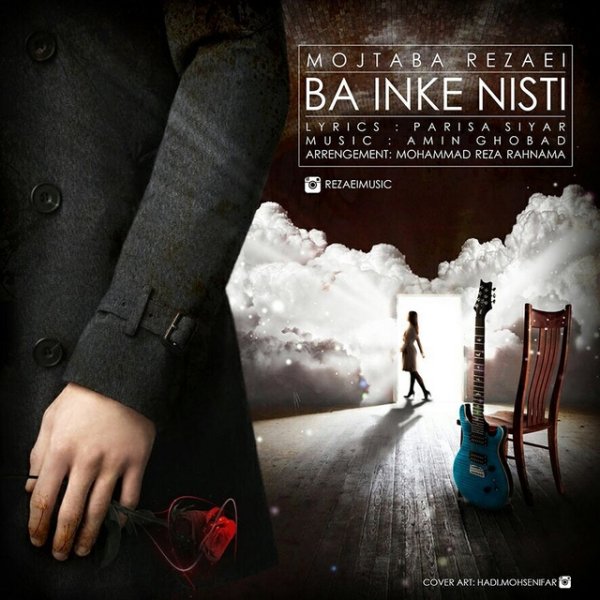 MOJTABA REZAEI
BA INKE NISTI
LYRICS : PARISA SIYAR
MUSIC : AMIN GHOBAD
ARRENGEMENT: MOHAMMAD REZA RAHNAMA
REZAEIMUSIC
COVER ART: HADI.MOHSENIFAR